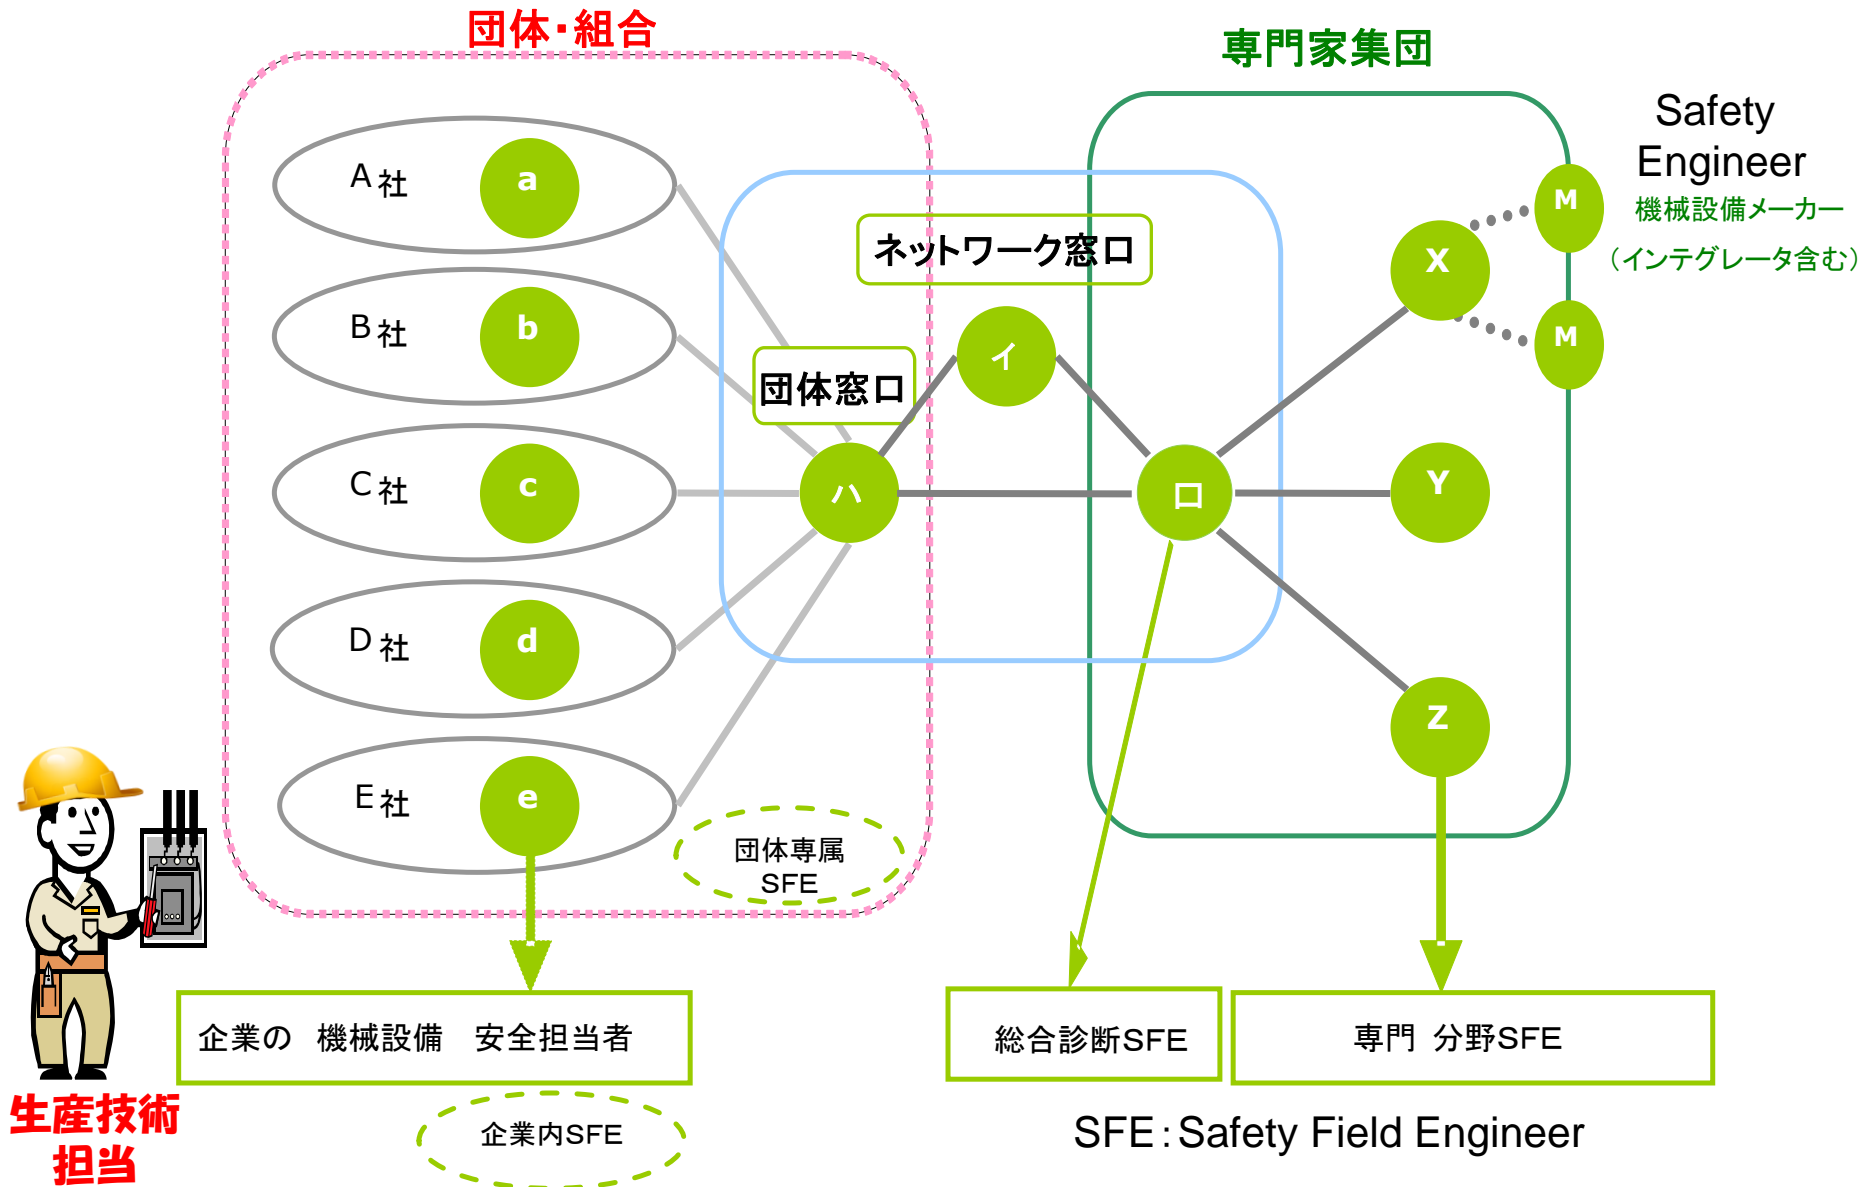 団体・組合
専門家集団
Safety
Engineer
機械設備メーカー
（インテグレータ含む）
A社
a
B社
b
C社
c
D社
d
E社
e
ネットワーク窓口
団体窓口
イ
ハ
ロ
X
Y
Z
M
M
団体専属
SFE
企業の 機械設備 安全担当者
総合診断SFE
専門 分野SFE
生産技術
担当
企業内SFE
SFE：Safety Field Engineer